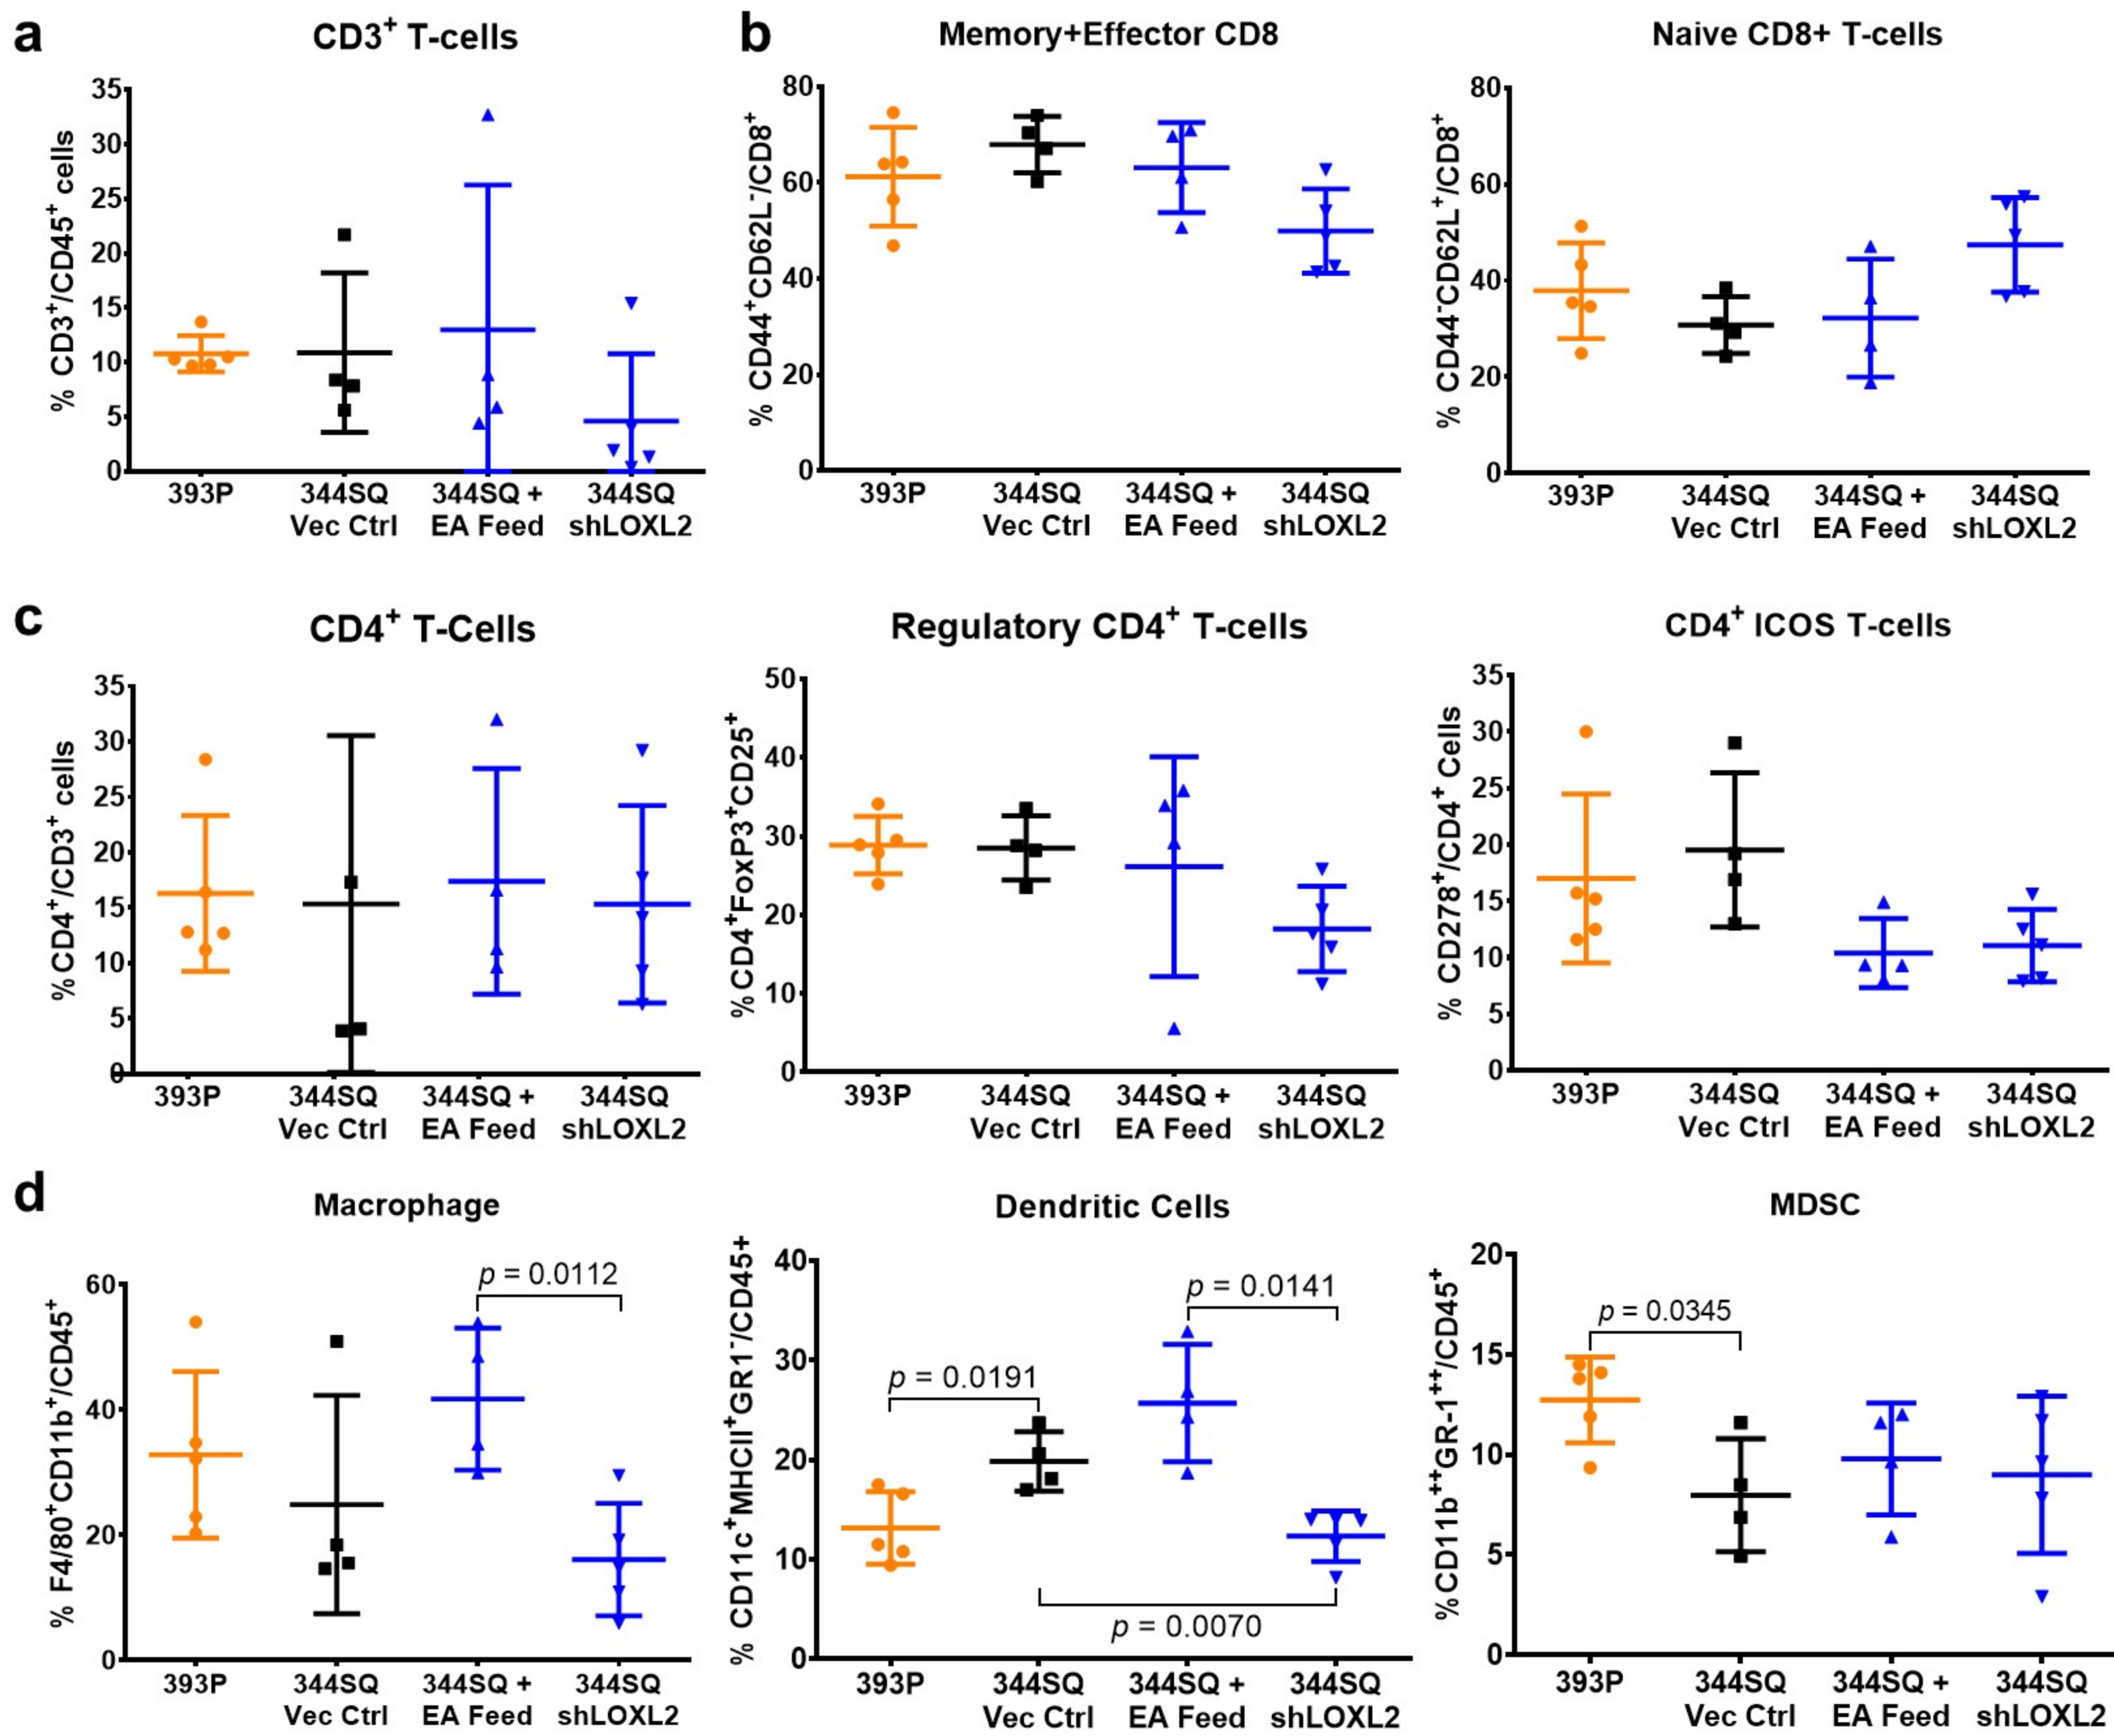 a
CD3⁺ T-cells
% CD3⁺/CD45⁺ cells
35
30
25
20
15
10
5
0
393P
344SQ Vec Ctrl
344SQ + EA Feed
344SQ shLOXL2
b
Memory+Effector CD8
% CD44⁺CD62L⁻/CD8⁺
80
60
40
20
0
393P
344SQ Vec Ctrl
344SQ + EA Feed
344SQ shLOXL2
Naive CD8+ T-cells
% CD44⁻CD62L⁺/CD8⁺
80
60
40
20
0
393P
344SQ Vec Ctrl
344SQ + EA Feed
344SQ shLOXL2
c
CD4⁺ T-Cells
% CD4⁺/CD3⁺ cells
35
30
25
20
15
10
5
0
393P
344SQ Vec Ctrl
344SQ + EA Feed
344SQ shLOXL2
Regulatory CD4⁺ T-cells
% CD4⁺FoxP3⁺CD25⁺
50
40
30
20
10
0
393P
344SQ Vec Ctrl
344SQ + EA Feed
344SQ shLOXL2
CD4⁺ ICOS T-cells
% CD278⁺/CD4⁺ Cells
35
30
25
20
15
10
5
0
393P
344SQ Vec Ctrl
344SQ + EA Feed
344SQ shLOXL2
d
Macrophage
% F4/80⁺CD11b⁺/CD45⁺
60
40
20
0
p = 0.0112
393P
344SQ Vec Ctrl
344SQ + EA Feed
344SQ shLOXL2
Dendritic Cells
% CD11c⁺MHCII⁺GR1⁻/CD45+
40
30
20
10
0
p = 0.0141
p = 0.0191
p = 0.0070
393P
344SQ Vec Ctrl
344SQ + EA Feed
344SQ shLOXL2
MDSC
% CD11b⁺⁺GR-1⁺⁺/CD45⁺
20
15
10
5
0
p = 0.0345
393P
344SQ Vec Ctrl
344SQ + EA Feed
344SQ shLOXL2